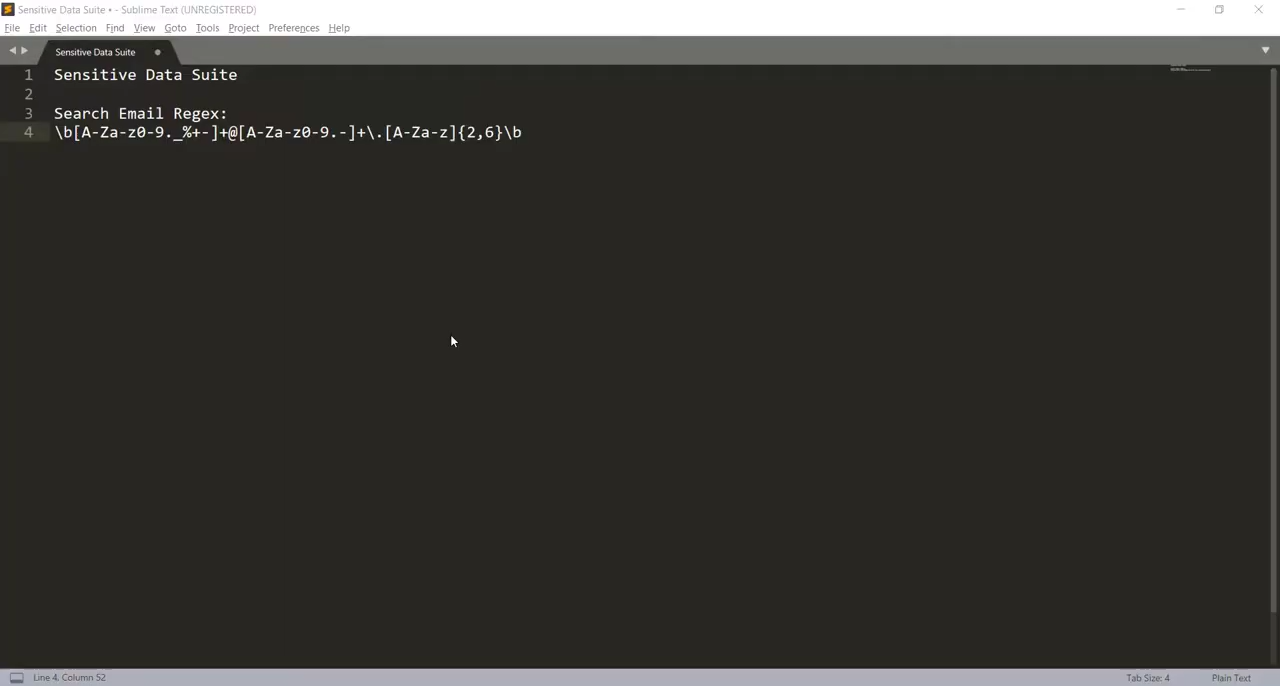 Sensitive Data Suite • - Sublime Text (UNREGISTERED)
File Edit Selection Find View Goto Tools Project Preferences Help
Sensitive Data Suite
1 Sensitive Data Suite
2
3 Search Email Regex:
4 \b[A-Za-z0-9._%+-]+@[A-Za-z0-9.-]+\.[A-Za-z]{2,6}\b
Line 4, Column 52 Tab Size: 4 Plain Text